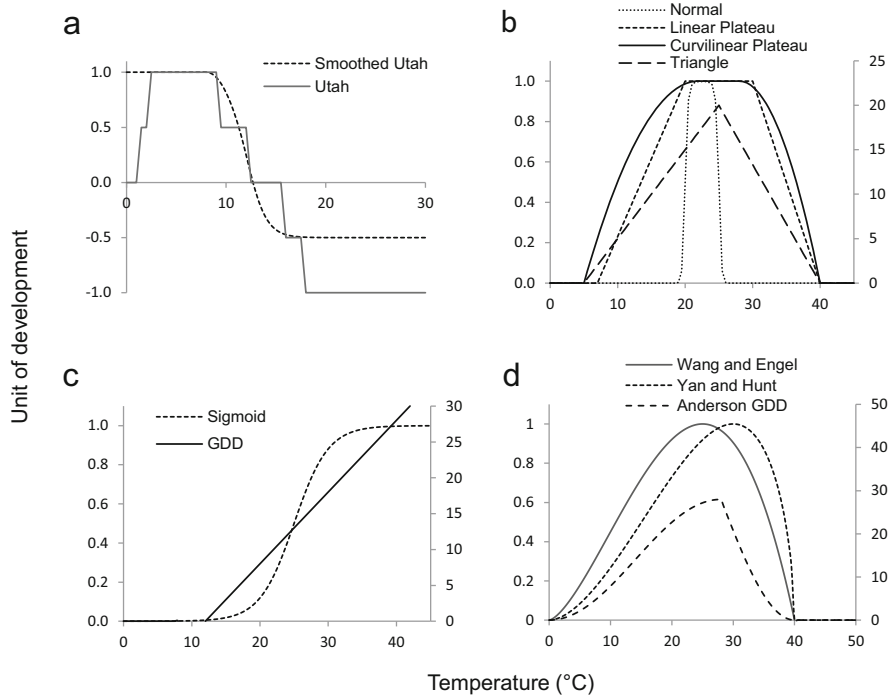 a
Smoothed Utah
Utah
1.0
0.5
0.0
-0.5
-1.0
0 10 20 30
b
Normal
Linear Plateau
Curvilinear Plateau
Triangle
1.0 25
0.8 20
0.6 15
0.4 10
0.2 5
0.0 0
0 10 20 30 40
Unit of development
c
Sigmoid
GDD
30
1.0 25
0.8 20
0.6 15
0.4 10
0.2 5
0.0 0
0 10 20 30 40
d
Wang and Engel
Yan and Hunt
Anderson GDD
50
1 40
0.8
0.6 30
0.4 20
0.2 10
0 0
0 10 20 30 40 50
Temperature (°C)